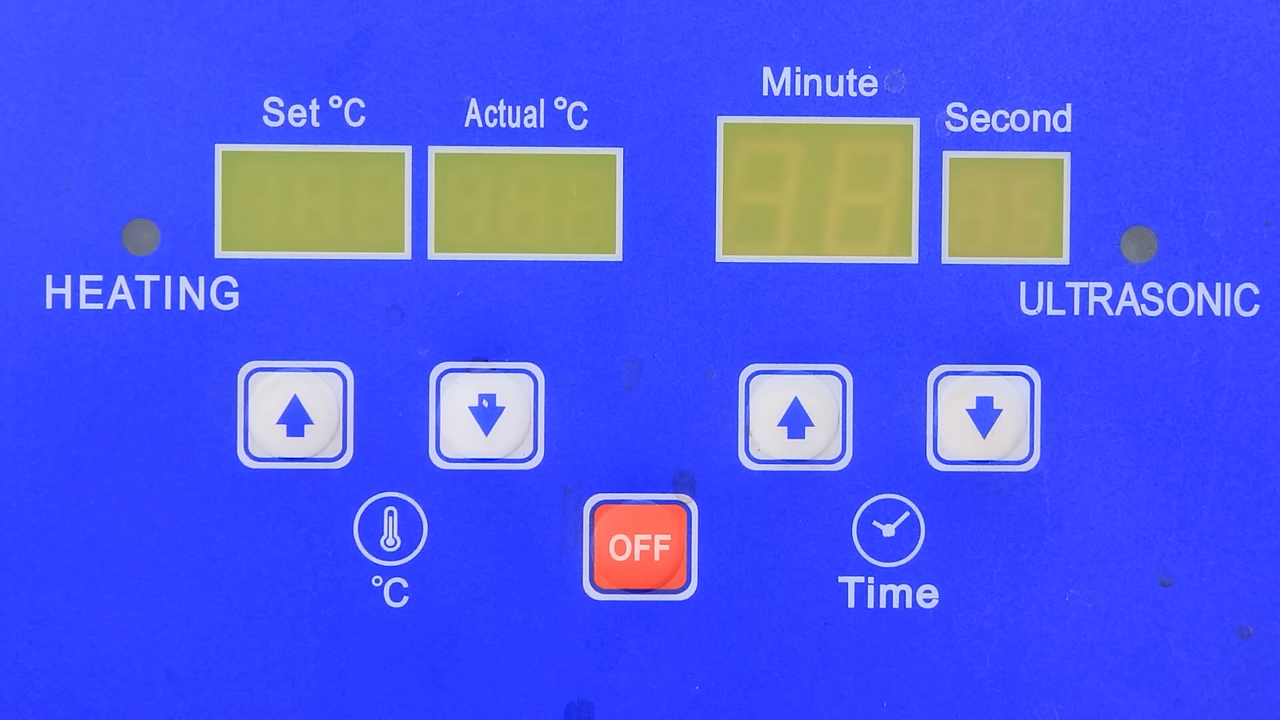 Set °C
Actual °C
Minute
Second
HEATING
ULTRASONIC
OFF
°C
Time